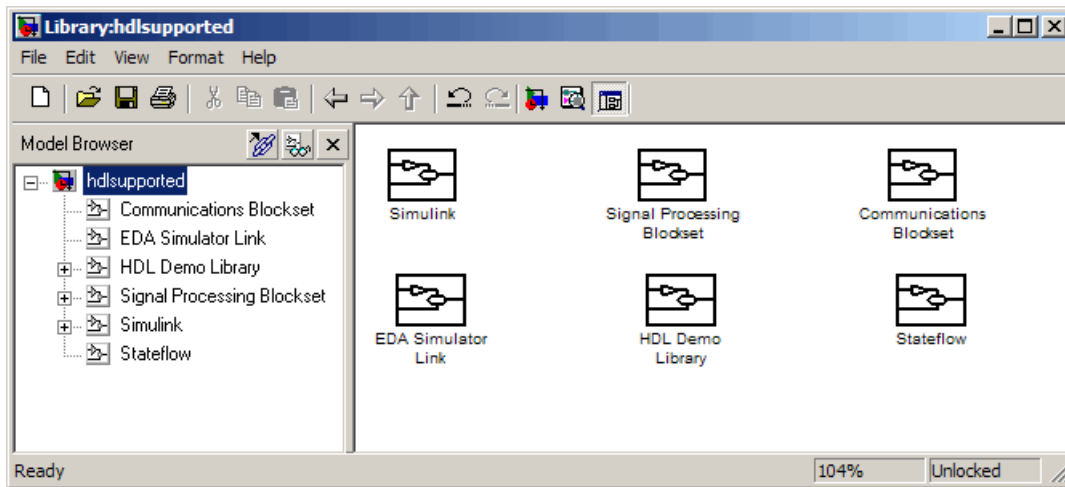 Library:hdlsupported
File Edit View Format Help
Model Browser
hdlsupported
Communications Blockset
EDA Simulator Link
HDL Demo Library
Signal Processing Blockset
Simulink
Stateflow
Simulink
Signal Processing
Blockset
Communications
Blockset
EDA Simulator
Link
HDL Demo
Library
Stateflow
Ready
104%
Unlocked